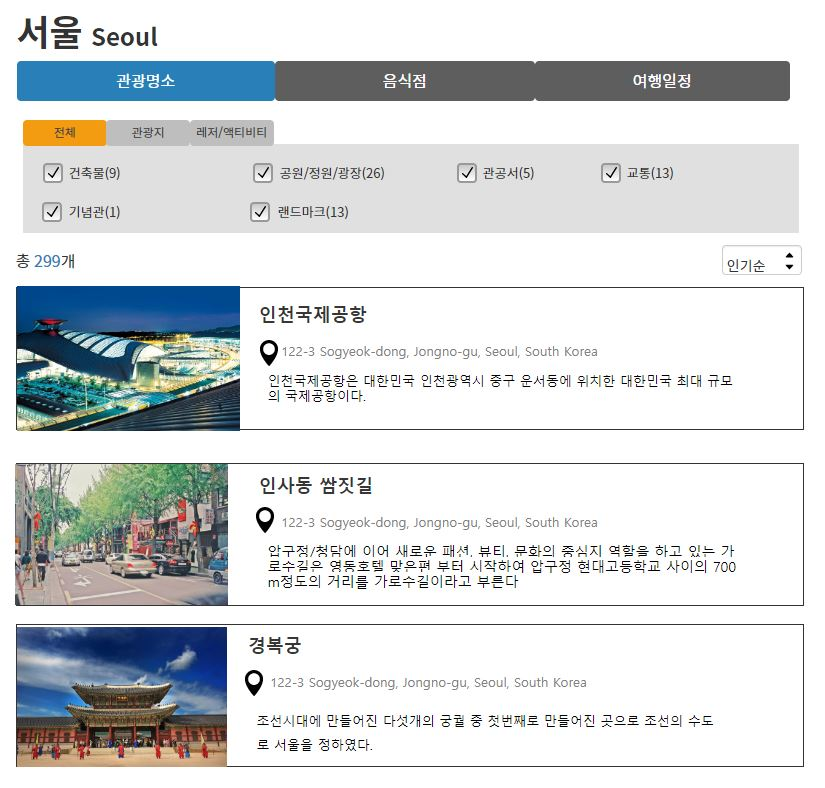 서울 Seoul
관광명소 음식점 여행일정
전체 관광지 레저/액티비티
건축물(9) 공원/정원/광장(26) 관공서(5) 교통(13)
기념관(1) 랜드마크(13)
총 299개 인기순
인천국제공항
122-3 Sogyeok-dong, Jongno-gu, Seoul, South Korea
인천국제공항은 대한민국 인천광역시 중구 운서동에 위치한 대한민국 최대 규모
의 국제공항이다.
인사동 쌈짓길
122-3 Sogyeok-dong, Jongno-gu, Seoul, South Korea
압구정/청담에 이어 새로운 패션, 뷰티, 문화의 중심지 역할을 하고 있는 가
로수길은 영동호텔 맞은편 부터 시작하여 압구정 현대고등학교 사이의 700
m정도의 거리를 가로수길이라고 부른다
경복궁
122-3 Sogyeok-dong, Jongno-gu, Seoul, South Korea
조선시대에 만들어진 다섯개의 궁궐 중 첫번째로 만들어진 곳으로 조선의 수도
로 서울을 정하였다.